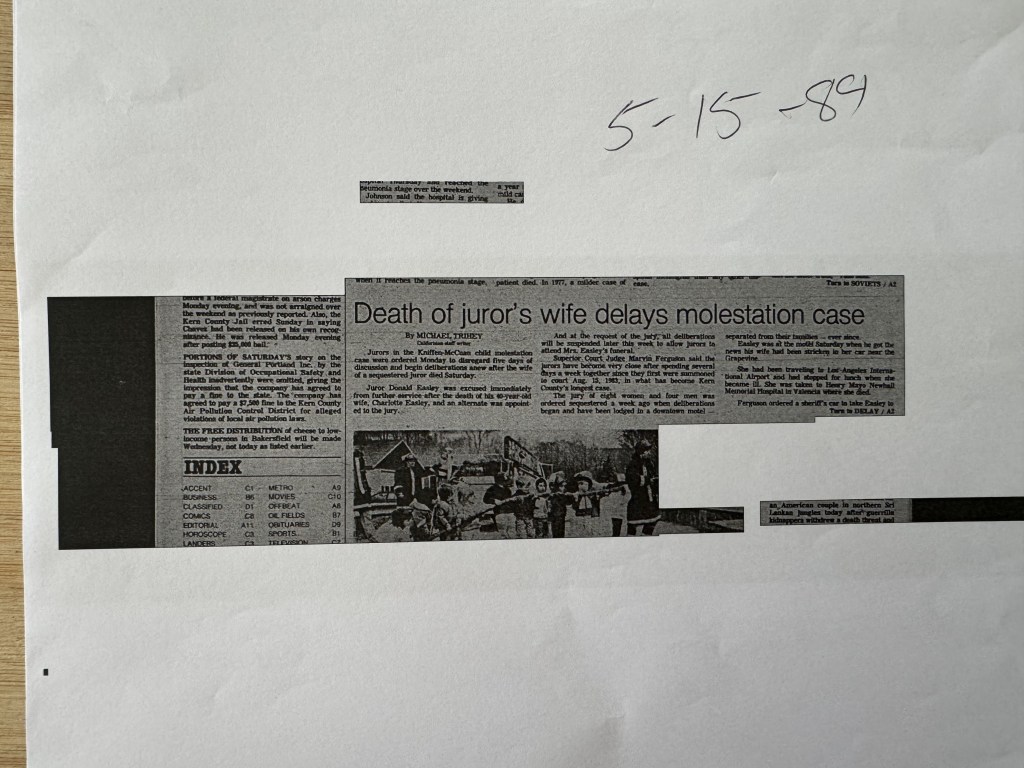 5-15-84
pneumonia stage over the weekend.
Johnson said the hospital is giving
a year
mild ca
before a federal magistrate on arson charges
Monday evening, and was not arraigned over
the weekend as previously reported. Also, the
Kern County Jail erred Sunday in saying
Chavez had been released on his own recog-
nizance. He was released Monday evening
after posting $35,000 bail.
PORTIONS OF SATURDAY'S story on the
inspection of General Portland Inc. by the
state Division of Occupational Safety and
Health inadvertently were omitted, giving the
impression that the company has agreed to
pay a fine to the state. The company has
agreed to pay a $7,500 fine to the Kern County
Air Pollution Control District for alleged
violations of local air pollution laws.
THE FREE DISTRIBUTION of cheese to low-
income persons in Bakersfield will be made
Wednesday, not today as listed earlier.
INDEX
ACCENT C1
BUSINESS B6
CLASSIFIED D1
COMICS C8
EDITORIAL A11
HOROSCOPE C3
LANDERS C3
METRO A9
MOVIES C10
OFFBEAT A8
OIL FIELDS B7
OBITUARIES D9
SPORTS B1
TELEVISION
when it reaches the pneumonia stage,
patient died. In 1977, a milder case of
case.
Turn to SOVIETS / A2
Death of juror's wife delays molestation case
By MICHAEL TRIHEY
Californian staff writer
Jurors in the Kniffen-McCuan child molestation
case were ordered Monday to disregard five days of
discussion and begin deliberations anew after the wife
of a sequestered juror died Saturday.
Juror Donald Easley was excused immediately
from further service after the death of his 40-year-old
wife, Charlotte Easley, and an alternate was appoint-
ed to the jury.
And at the request of the jury, all deliberations
will be suspended later this week to allow jurors to
attend Mrs. Easley's funeral.
Superior Court Judge Marvin Ferguson said the
jurors have become very close after spending several
days a week together since they first were summoned
to court Aug. 15, 1983, in what has become Kern
County's longest case.
The jury of eight women and four men was
ordered sequestered a week ago when deliberations
began and have been lodged in a downtown motel —
separated from their families — ever since.
Easley was at the motel Saturday when he got the
news his wife had been stricken in her car near the
Grapevine.
She had been traveling to Los Angeles Interna-
tional Airport and had stopped for lunch when she
became ill. She was taken to Henry Mayo Newhall
Memorial Hospital in Valencia where she died.
Ferguson ordered a sheriff's car to take Easley to
Turn to DELAY / A2
an American couple in northern Sri
Lankan jungles today after guerrilla
kidnappers withdrew a death threat and